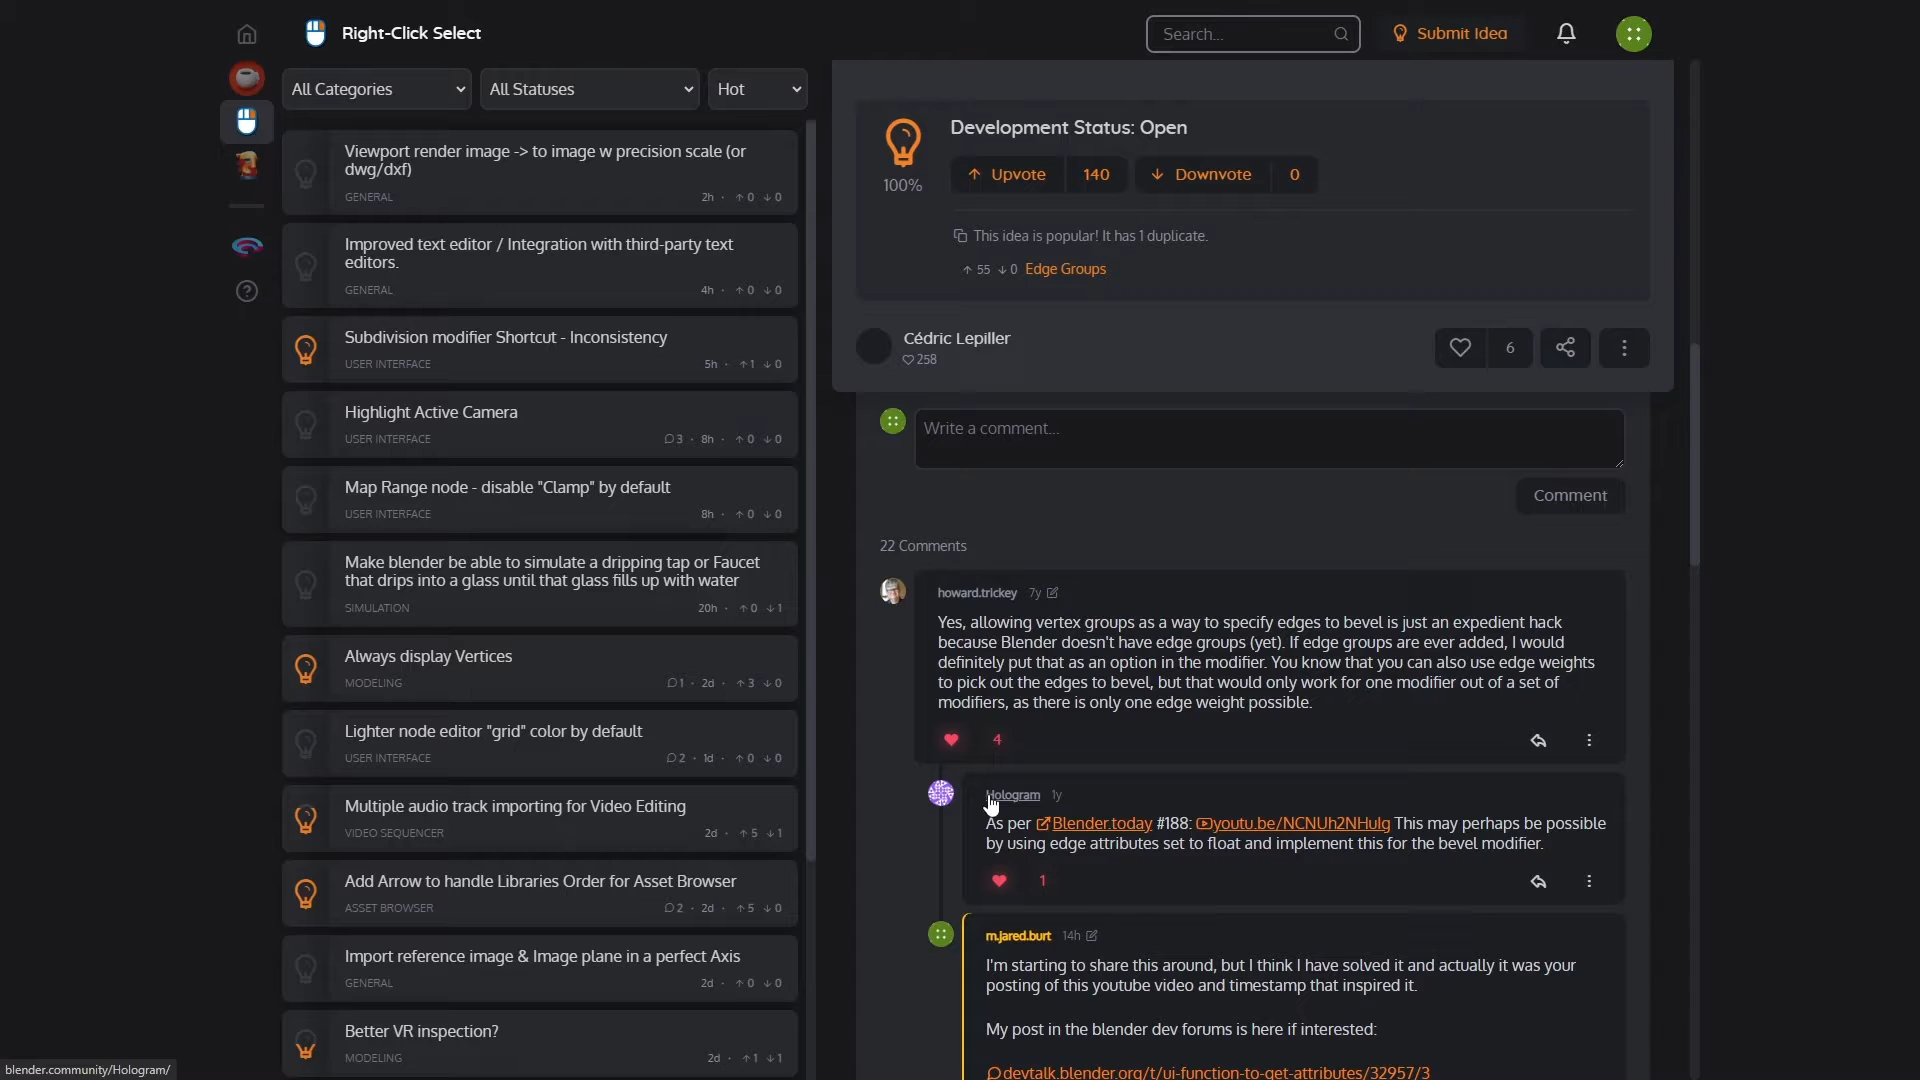 Right-Click Select
Search...
Submit Idea
All Categories
All Statuses
Hot
Viewport render image -> to image w precision scale (or
dwg/dxf)
GENERAL
2h · ↑0 ↓0
Improved text editor / Integration with third-party text
editors.
GENERAL
4h · ↑0 ↓0
Subdivision modifier Shortcut - Inconsistency
USER INTERFACE
5h · ↑1 ↓0
Highlight Active Camera
USER INTERFACE
3 · 8h · ↑0 ↓0
Map Range node - disable "Clamp" by default
USER INTERFACE
8h · ↑0 ↓0
Make blender be able to simulate a dripping tap or Faucet
that drips into a glass until that glass fills up with water
SIMULATION
20h · ↑0 ↓1
Always display Vertices
MODELING
1 · 2d · ↑3 ↓0
Lighter node editor "grid" color by default
USER INTERFACE
2 · 1d · ↑0 ↓0
Multiple audio track importing for Video Editing
VIDEO SEQUENCER
2d · ↑5 ↓1
Add Arrow to handle Libraries Order for Asset Browser
ASSET BROWSER
2 · 2d · ↑5 ↓0
Import reference image & Image plane in a perfect Axis
GENERAL
2d · ↑0 ↓0
Better VR inspection?
MODELING
2d · ↑1 ↓1
blender.community/Hologram/
Development Status: Open
100%
↑ Upvote 140 ↓ Downvote 0
This idea is popular! It has 1 duplicate.
↑ 55 ↓ 0 Edge Groups
Cédric Lepiller
258
6
Write a comment...
Comment
22 Comments
howard.trickey 7y
Yes, allowing vertex groups as a way to specify edges to bevel is just an expedient hack
because Blender doesn't have edge groups (yet). If edge groups are ever added, I would
definitely put that as an option in the modifier. You know that you can also use edge weights
to pick out the edges to bevel, but that would only work for one modifier out of a set of
modifiers, as there is only one edge weight possible.
4
Hologram 1y
As per Blender.today #188: youtu.be/NCNUh2NHuIg This may perhaps be possible
by using edge attributes set to float and implement this for the bevel modifier.
1
m.jared.burt 14h
I'm starting to share this around, but I think I have solved it and actually it was your
posting of this youtube video and timestamp that inspired it.
My post in the blender dev forums is here if interested:
devtalk.blender.org/t/ui-function-to-get-attributes/32957/3